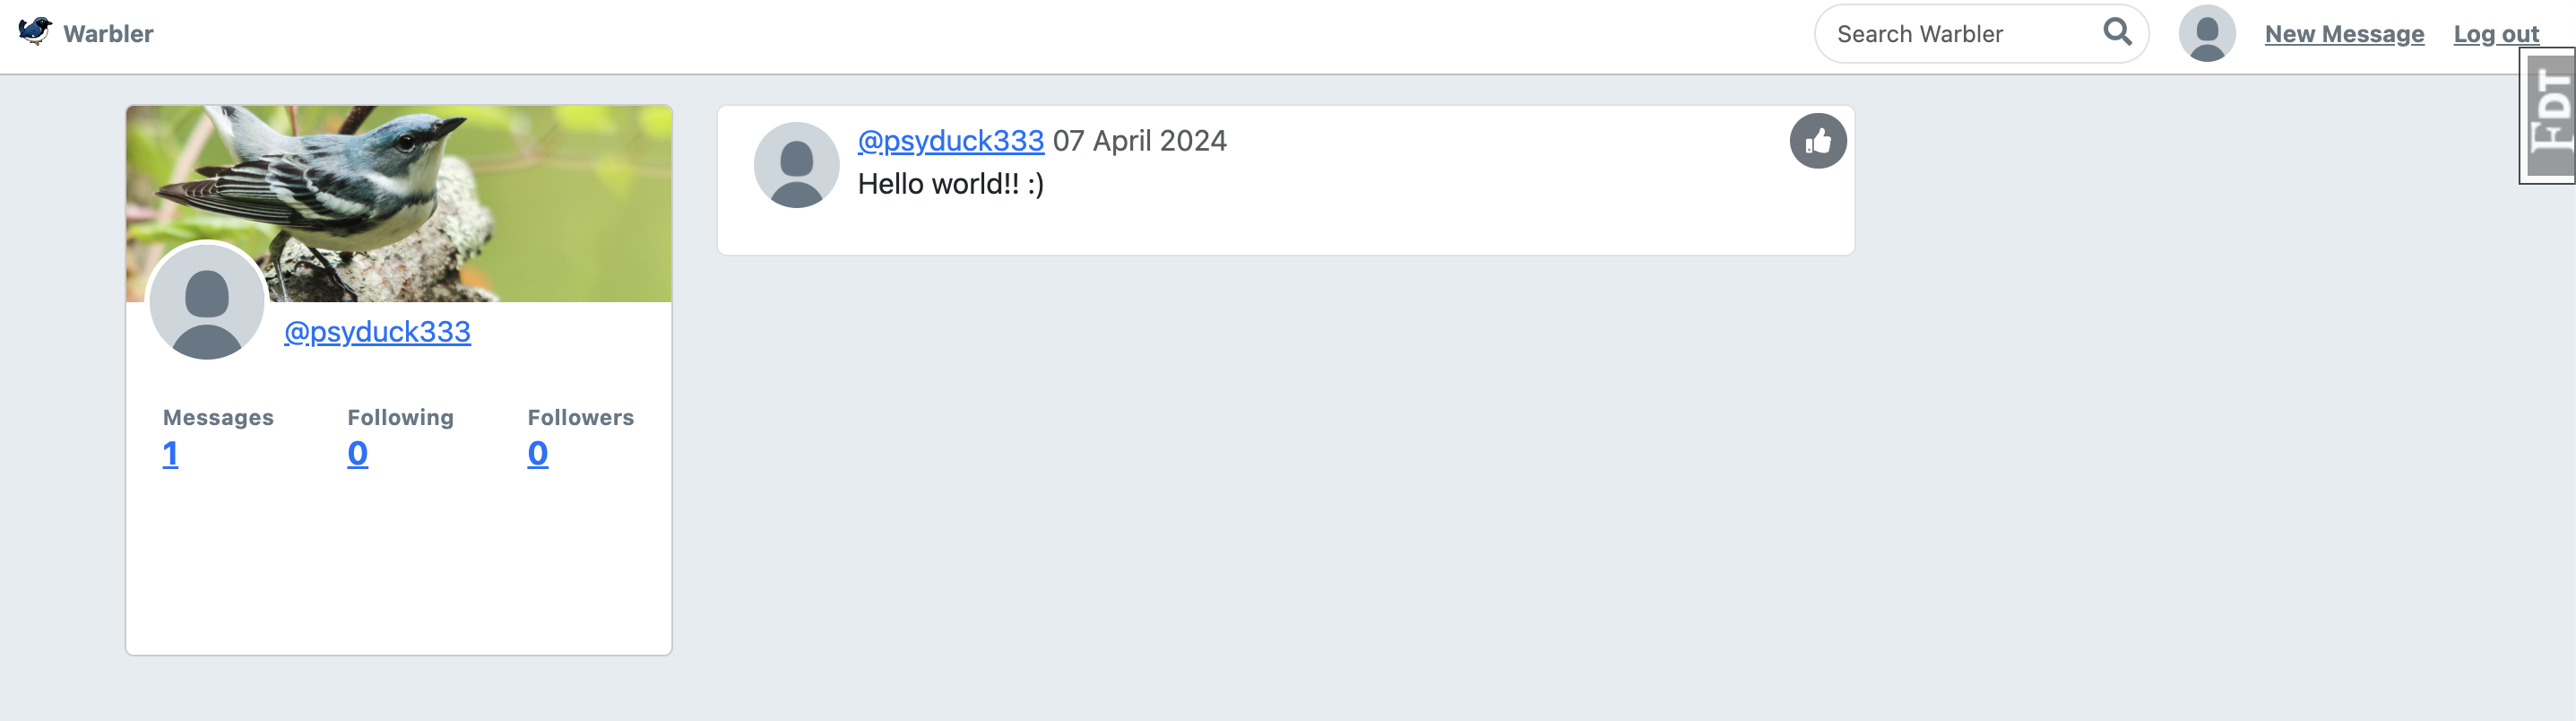 Warbler
Search Warbler
New Message
Log out
FDT
@psyduck333 07 April 2024
Hello world!! :)
@psyduck333
Messages Following Followers
1 0 0